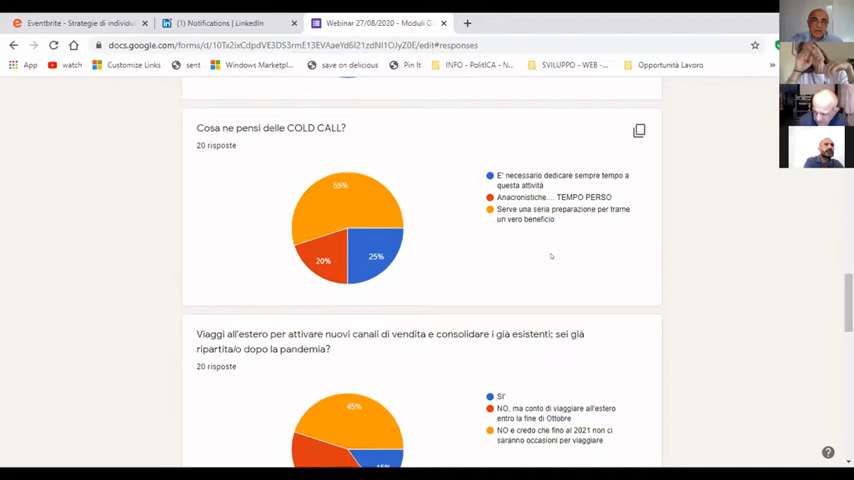 Eventbrite - Strategie di individua
(1) Notifications | LinkedIn
Webinar 27/08/2020 - Moduli G
docs.google.com/forms/d/10Tx2ixCdpdVE3DS3rmE13EVAaeYd6I21zdNI1OJyZ0E/edit#responses
App
watch
Customize Links
sent
Windows Marketpl...
save on delicious
Pin It
INFO - PolitICA - N...
SVILUPPO - WEB - ...
Opportunità Lavoro
»
Cosa ne pensi delle COLD CALL?
20 risposte
55%
20%
25%
E' necessario dedicare sempre tempo a
questa attività
Anacronistiche.... TEMPO PERSO
Serve una seria preparazione per trarne
un vero beneficio
Viaggi all'estero per attivare nuovi canali di vendita e consolidare i già esistenti; sei già
ripartita/o dopo la pandemia?
20 risposte
45%
15%
SI'
NO, ma conto di viaggiare all'estero
entro la fine di Ottobre
NO e credo che fino al 2021 non ci
saranno occasioni per viaggiare